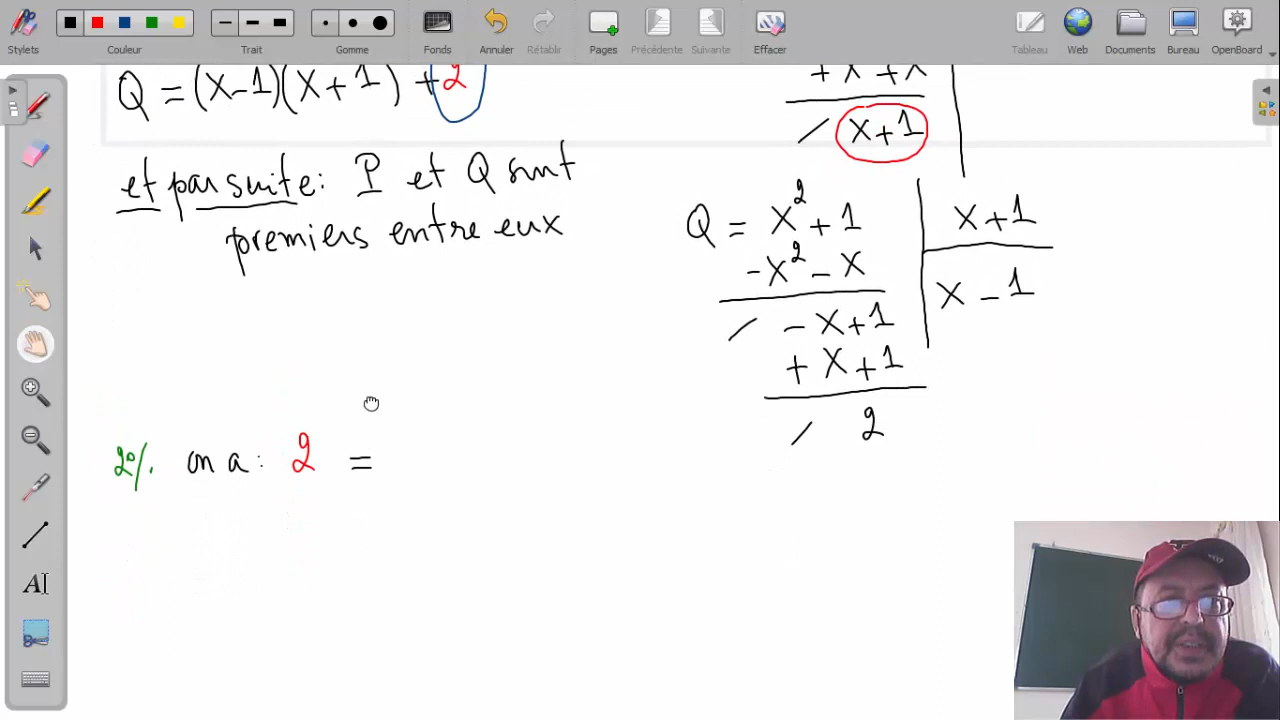 Stylets Couleur Trait Gomme Fonds Annuler Rétablir Pages Précédente Suivante Effacer Tableau Web Documents Bureau OpenBoard
Q = (X-1)(X+1) + 2
et par suite : P et Q sont
premiers entre eux
2°/. on a : 2 =
+ X + X
X+1
Q = X² + 1 | X + 1
-X² - X | X - 1
- X + 1
+ X + 1
2